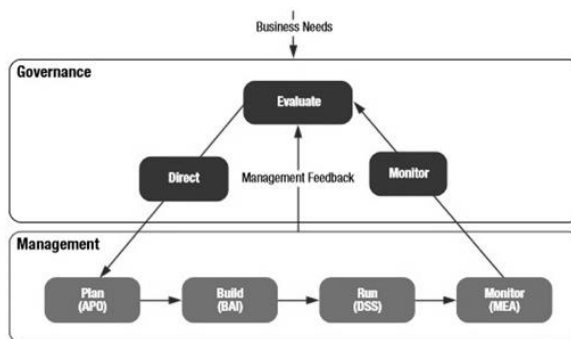 Business Needs
Governance
Evaluate
Direct
Management Feedback
Monitor
Management
Plan
(APO)
Build
(BAI)
Run
(DSS)
Monitor
(MEA)